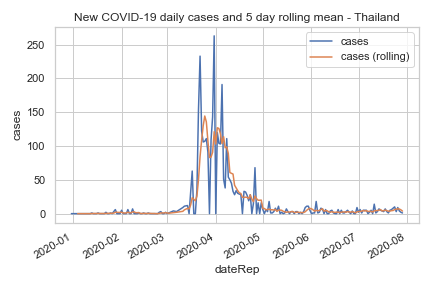 New COVID-19 daily cases and 5 day rolling mean - Thailand
cases
cases (rolling)
250
200
150
100
50
0
cases
2020-01
2020-02
2020-03
2020-04
2020-05
2020-06
2020-07
2020-08
dateRep